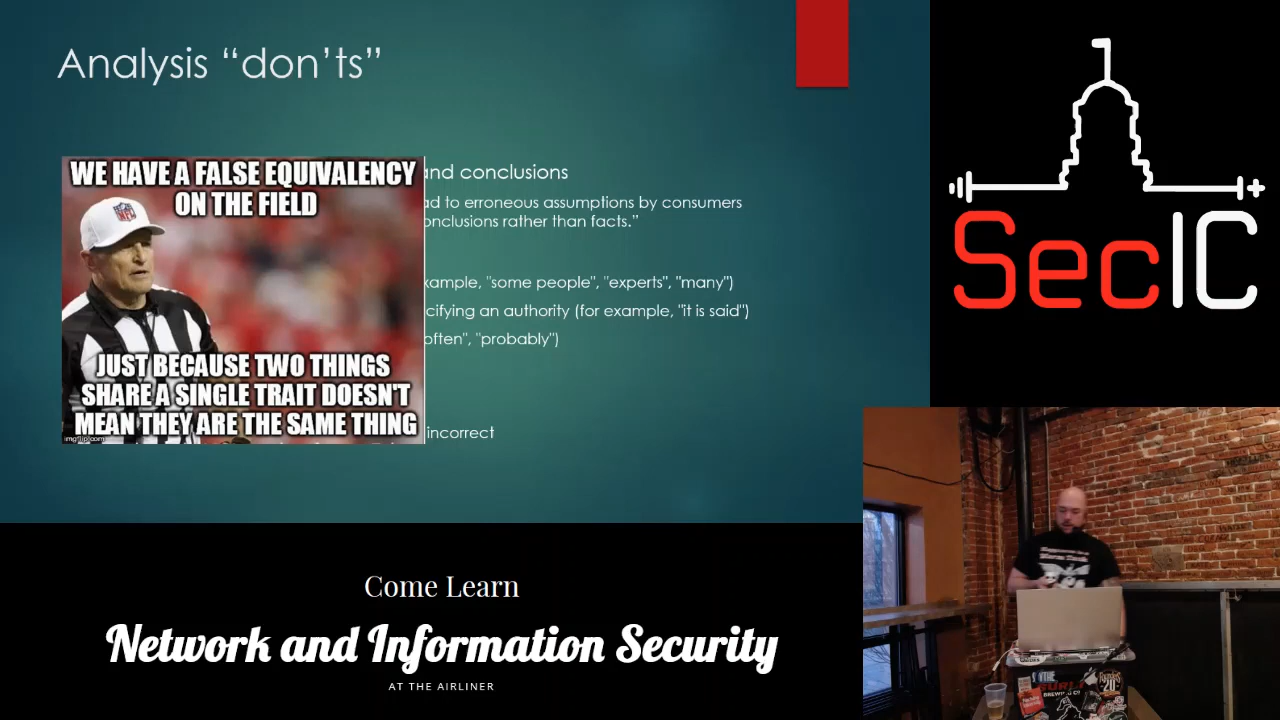 Analysis “don’ts”
WE HAVE A FALSE EQUIVALENCY
ON THE FIELD
NFL
JUST BECAUSE TWO THINGS
SHARE A SINGLE TRAIT DOESN'T
MEAN THEY ARE THE SAME THING
imgflip.com
and conclusions
ad to erroneous assumptions by consumers
onclusions rather than facts.”
xample, "some people", "experts", "many")
cifying an authority (for example, "it is said")
often", "probably")
incorrect
SecIC
Come Learn
Network and Information Security
AT THE AIRLINER
BREWING CO